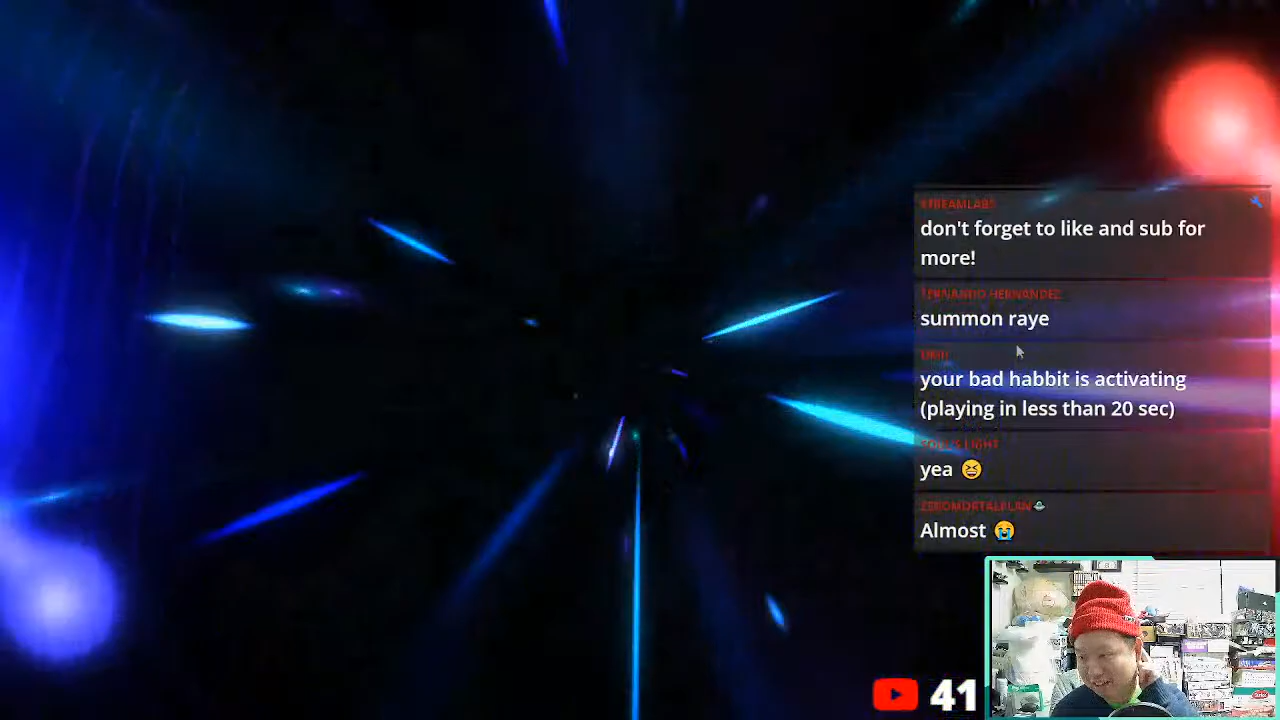 STREAMLABS
don't forget to like and sub for
more!
FERNANDO HERNANDEZ
summon raye
your bad habbit is activating
(playing in less than 20 sec)
yea 😆
ZEROMORTALPLAN
Almost 😭
41